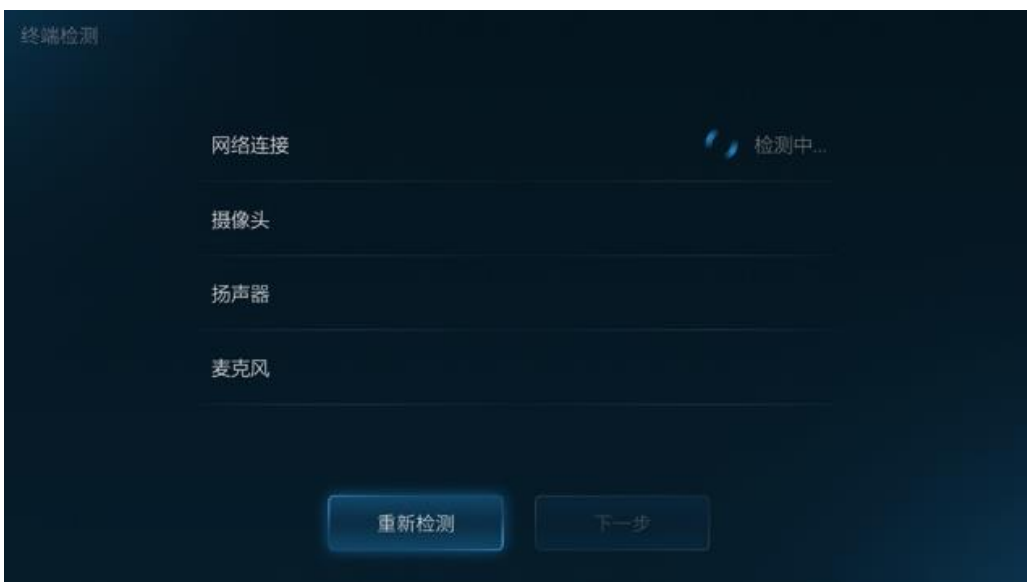 终端检测
网络连接 检测中...
摄像头
扬声器
麦克风
重新检测 下一步